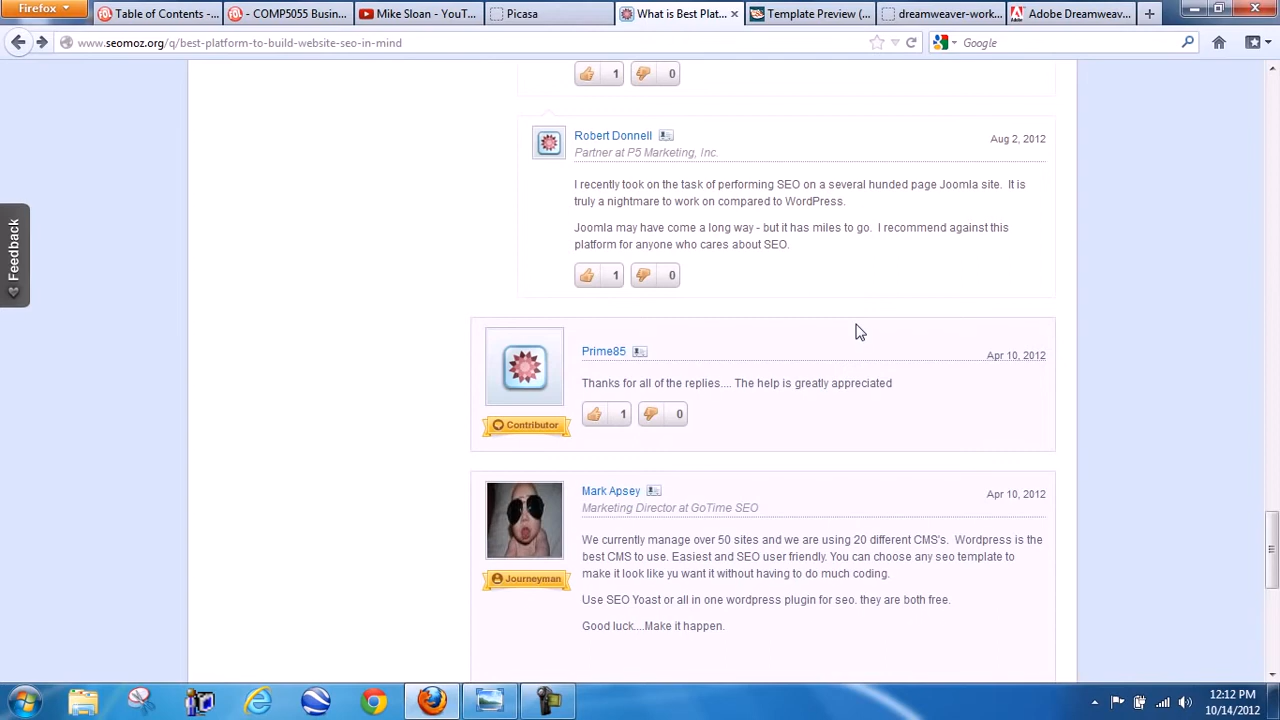 Firefox
Table of Contents -...
- COMP5055 Busin...
Mike Sloan - YouT...
Picasa
What is Best Plat...
Template Preview (...
dreamweaver-work...
Adobe Dreamweav...
www.seomoz.org/q/best-platform-to-build-website-seo-in-mind
Google
1
0
Robert Donnell
Aug 2, 2012
Partner at P5 Marketing, Inc.
I recently took on the task of performing SEO on a several hunded page Joomla site. It is
truly a nightmare to work on compared to WordPress.
Joomla may have come a long way - but it has miles to go. I recommend against this
platform for anyone who cares about SEO.
1
0
Feedback
Prime85
Apr 10, 2012
Thanks for all of the replies.... The help is greatly appreciated
1
0
Contributor
Mark Apsey
Apr 10, 2012
Marketing Director at GoTime SEO
We currently manage over 50 sites and we are using 20 different CMS's. Wordpress is the
best CMS to use. Easiest and SEO user friendly. You can choose any seo template to
make it look like yu want it without having to do much coding.
Journeyman
Use SEO Yoast or all in one wordpress plugin for seo. they are both free.
Good luck....Make it happen.
12:12 PM
10/14/2012